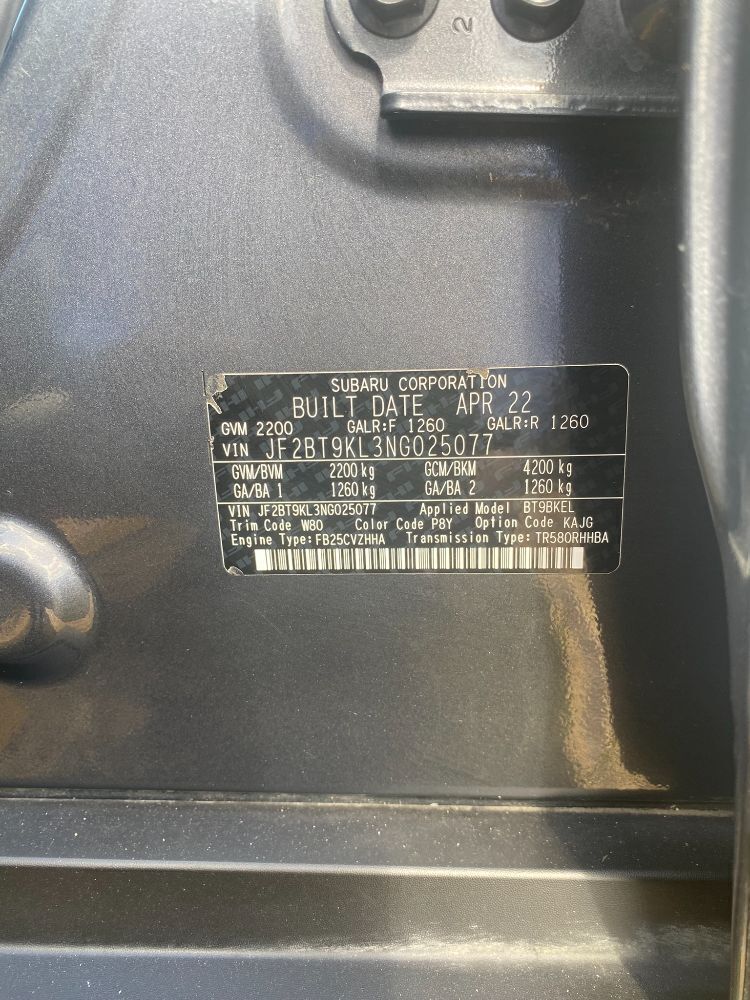 2
SUBARU CORPORATION
BUILT DATE APR 22
GVM 2200 GALR:F 1260 GALR:R 1260
VIN JF2BT9KL3NG025077
GVM/BVM 2200 kg GCM/BKM 4200 kg
GA/BA 1 1260 kg GA/BA 2 1260 kg
VIN JF2BT9KL3NG025077 Applied Model BT9BKEL
Trim Code W80 Color Code P8Y Option Code KAJG
Engine Type: FB25CVZHHA Transmission Type: TR580RHHBA